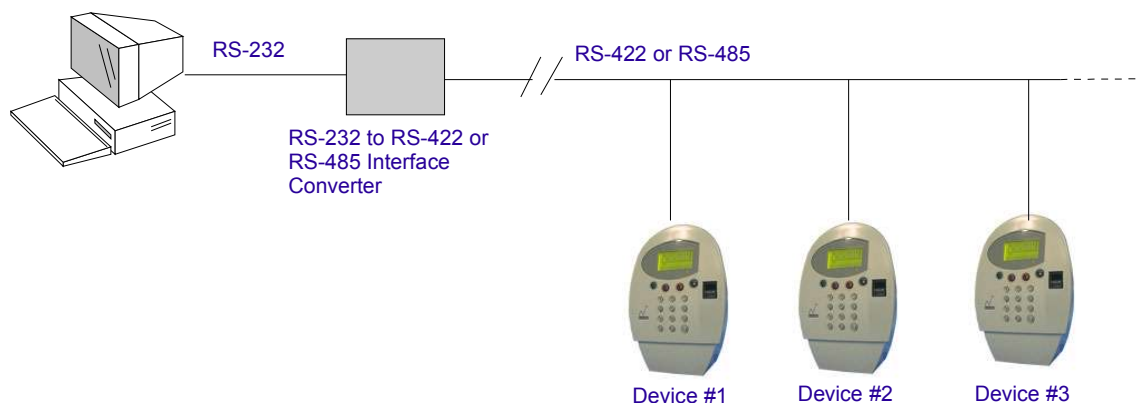 RS-232
RS-422 or RS-485
RS-232 to RS-422 or
RS-485 Interface
Converter
Device #1
Device #2
Device #3